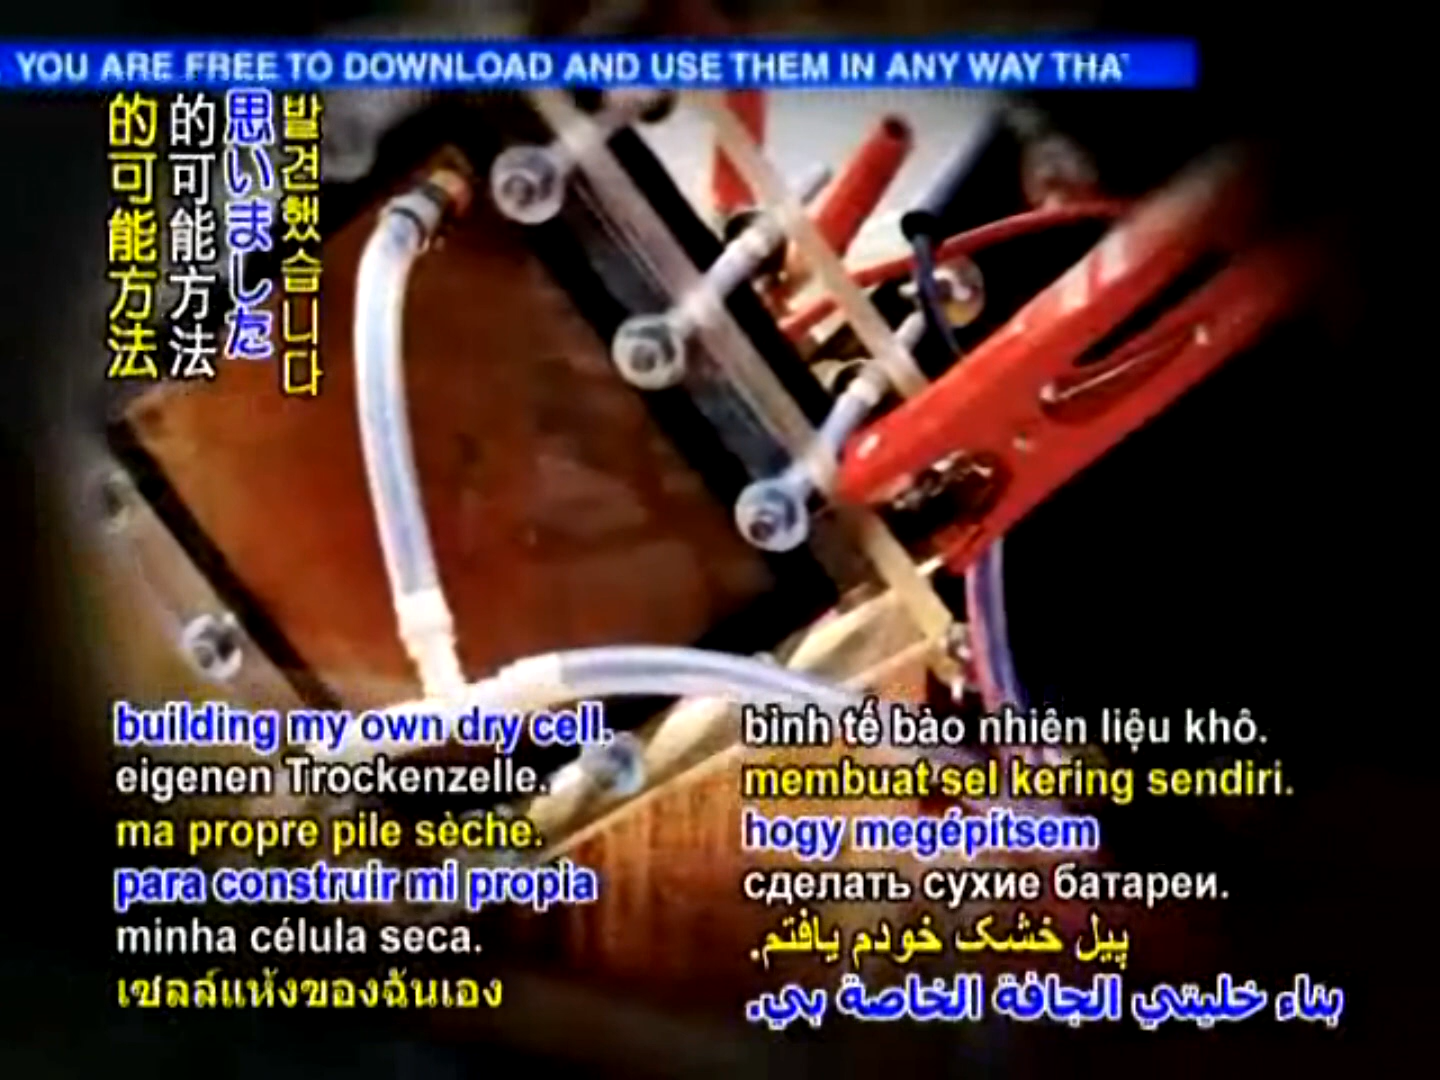 YOU ARE FREE TO DOWNLOAD AND USE THEM IN ANY WAY THAT
的可能方法
的可能方法
思いました
발견했습니다
building my own dry cell.
eigenen Trockenzelle.
ma propre pile sèche.
para construir mi propia
minha célula seca.
เซลล์แห้งของฉันเอง
bình tế bào nhiên liệu khô.
membuat sel kering sendiri.
hogy megépítsem
сделать сухие батареи.
پیل خشک خودم یافتم.
بناء خليتي الجافة الخاصة بي.